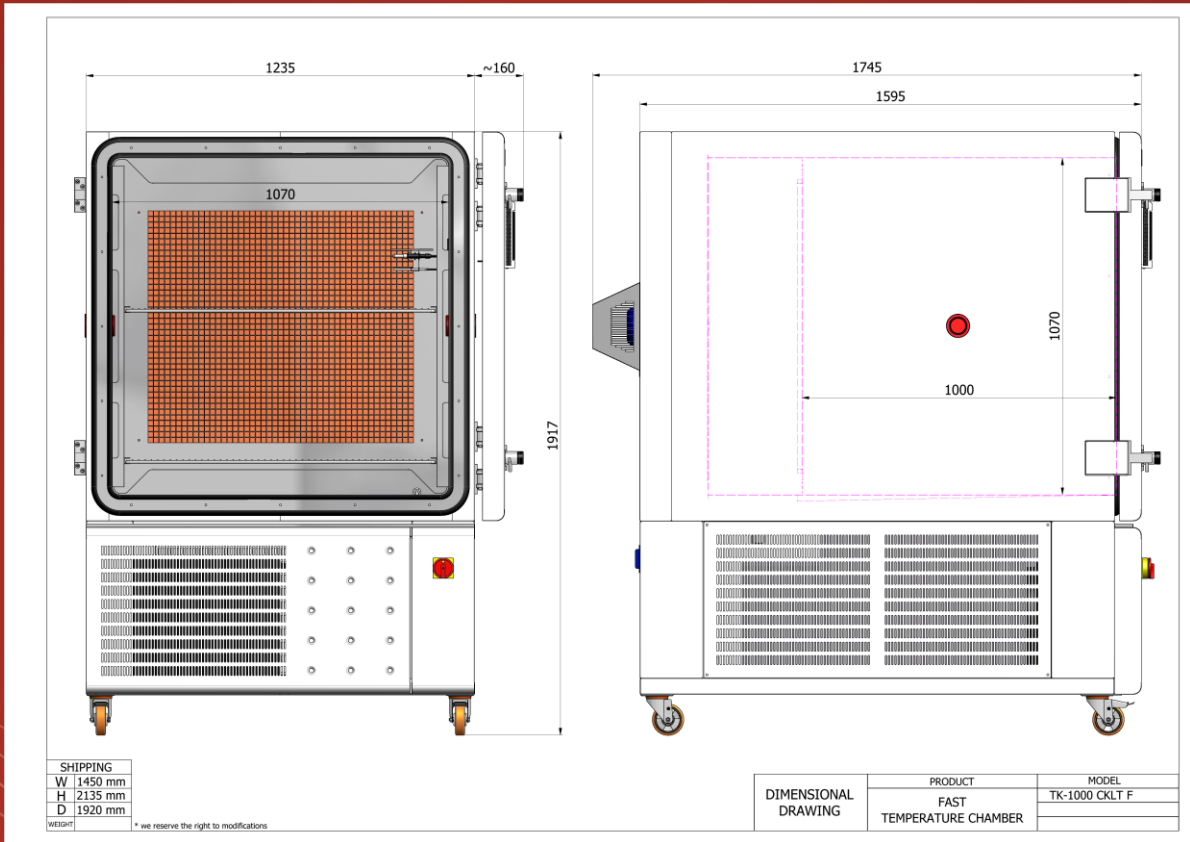 1235
~160
1745
1595
1070
1917
1070
1000
SHIPPING
W 1450 mm
H 2135 mm
D 1920 mm
WEIGHT
* we reserve the right to modifications
DIMENSIONAL
DRAWING
PRODUCT
FAST
TEMPERATURE CHAMBER
MODEL
TK-1000 CKLT F